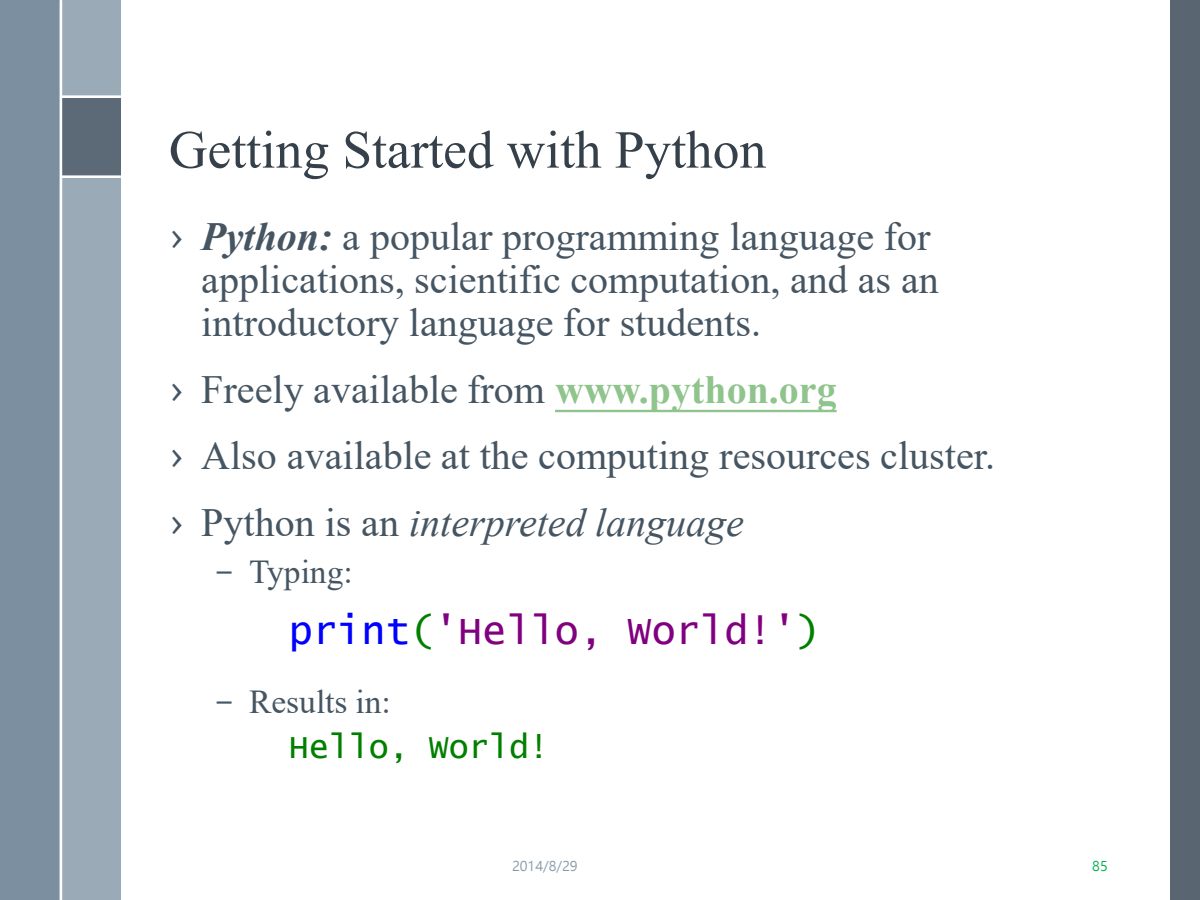 Getting Started with Python
› Python: a popular programming language for
applications, scientific computation, and as an
introductory language for students.
› Freely available from www.python.org
› Also available at the computing resources cluster.
› Python is an interpreted language
– Typing:
print('Hello, World!')
– Results in:
Hello, World!
2014/8/29
85